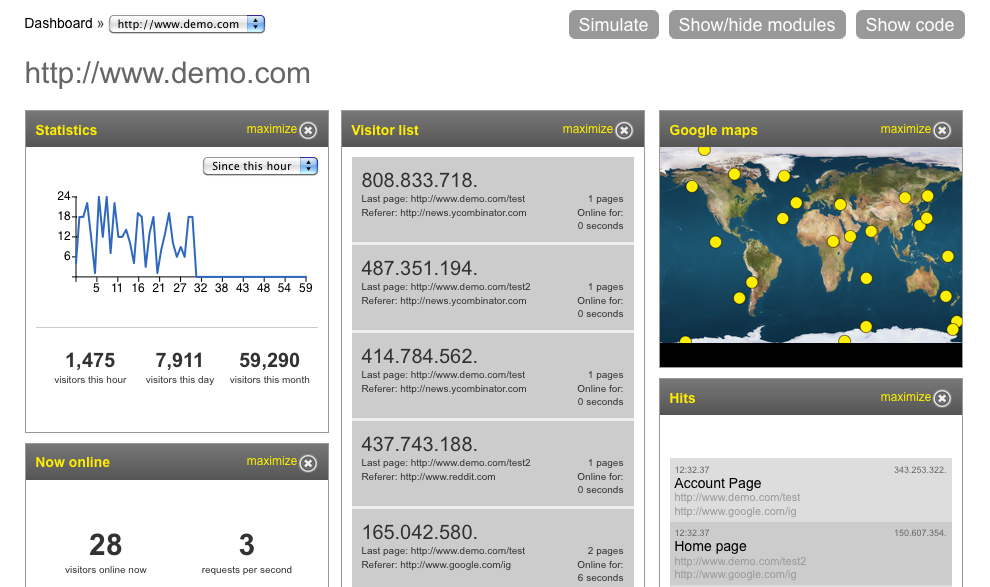 Dashboard » http://www.demo.com
Simulate Show/hide modules Show code
http://www.demo.com
Statistics maximize
Since this hour
24
18
12
6
5 11 16 21 27 32 38 43 48 54 59
1,475 7,911 59,290
visitors this hour visitors this day visitors this month
Now online maximize
28 3
visitors online now requests per second
Visitor list maximize
808.833.718.
Last page: http://www.demo.com/test 1 pages
Referer: http://news.ycombinator.com Online for:
0 seconds
487.351.194.
Last page: http://www.demo.com/test2 1 pages
Referer: http://news.ycombinator.com Online for:
0 seconds
414.784.562.
Last page: http://www.demo.com/test 1 pages
Referer: http://news.ycombinator.com Online for:
0 seconds
437.743.188.
Last page: http://www.demo.com/test2 1 pages
Referer: http://www.reddit.com Online for:
0 seconds
165.042.580.
Last page: http://www.demo.com/test 2 pages
Referer: http://www.google.com/ig Online for:
6 seconds
Google maps maximize
Hits maximize
12:32.37 343.253.322.
Account Page
http://www.demo.com/test
http://www.google.com/ig
12:32.37 150.607.354.
Home page
http://www.demo.com/test2
http://www.google.com/ig